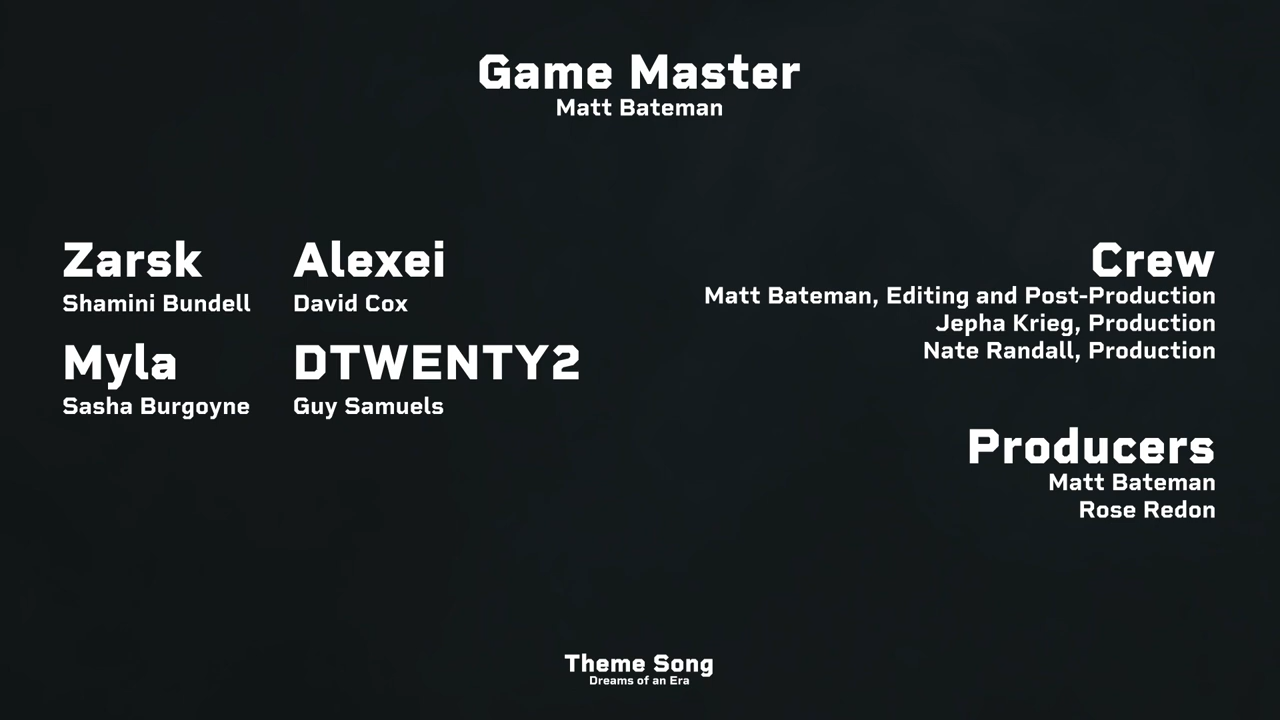 Game Master
Matt Bateman
Zarsk
Shamini Bundell
Alexei
David Cox
Myla
Sasha Burgoyne
DTWENTY2
Guy Samuels
Crew
Matt Bateman, Editing and Post-Production
Jepha Krieg, Production
Nate Randall, Production
Producers
Matt Bateman
Rose Redon
Theme Song
Dreams of an Era